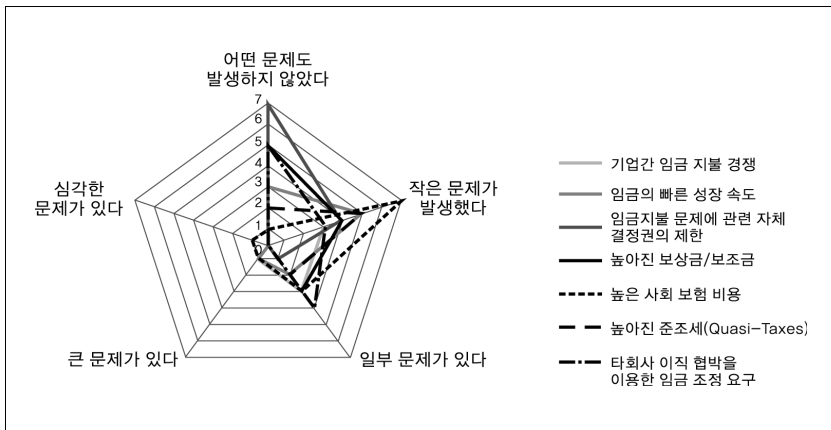 어떤 문제도
발생하지 않았다
7
6
5
4
3
2
1
0
심각한
문제가 있다
작은 문제가
발생했다
큰 문제가 있다
일부 문제가 있다
기업간 임금 지불 경쟁
임금의 빠른 성장 속도
임금지불 문제에 관련 자체
결정권의 제한
높아진 보상금/보조금
높은 사회 보험 비용
높아진 준조세(Quasi-Taxes)
타회사 이직 협박을
이용한 임금 조정 요구